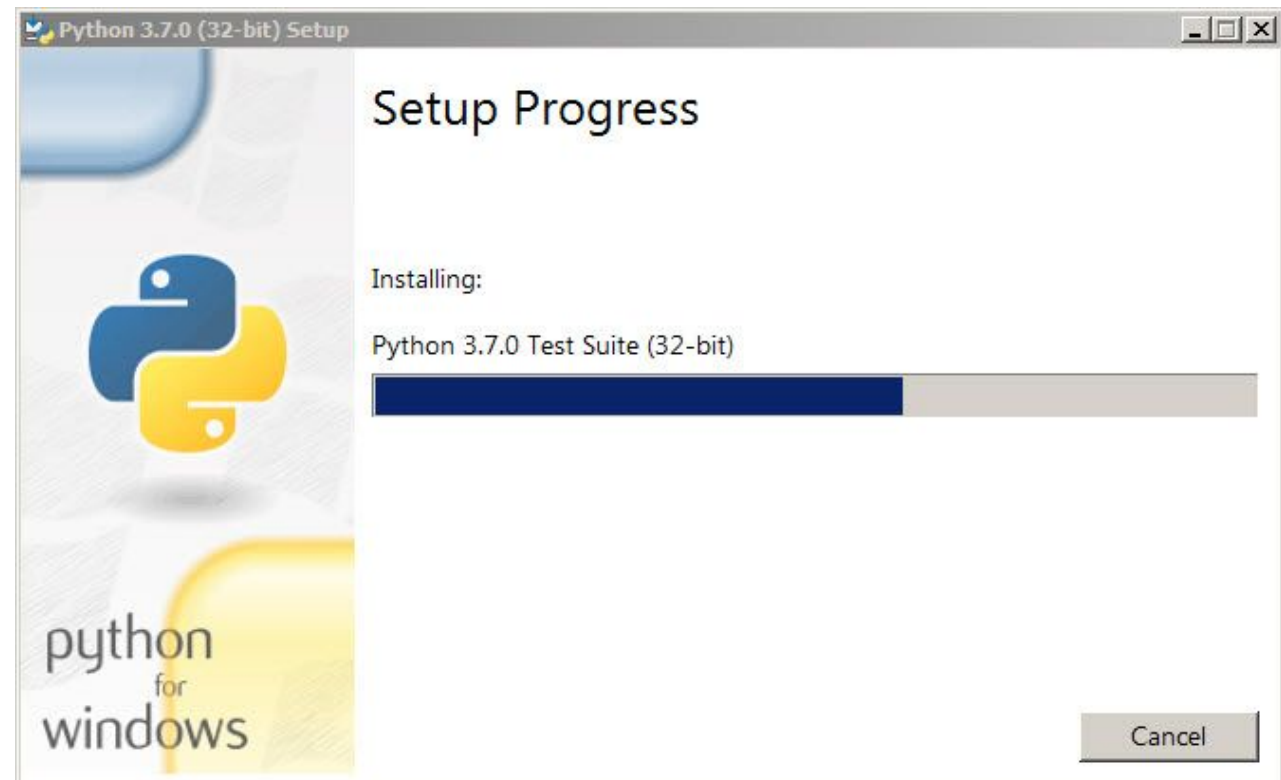 Python 3.7.0 (32-bit) Setup
Setup Progress
Installing:
Python 3.7.0 Test Suite (32-bit)
python
for
windows
Cancel